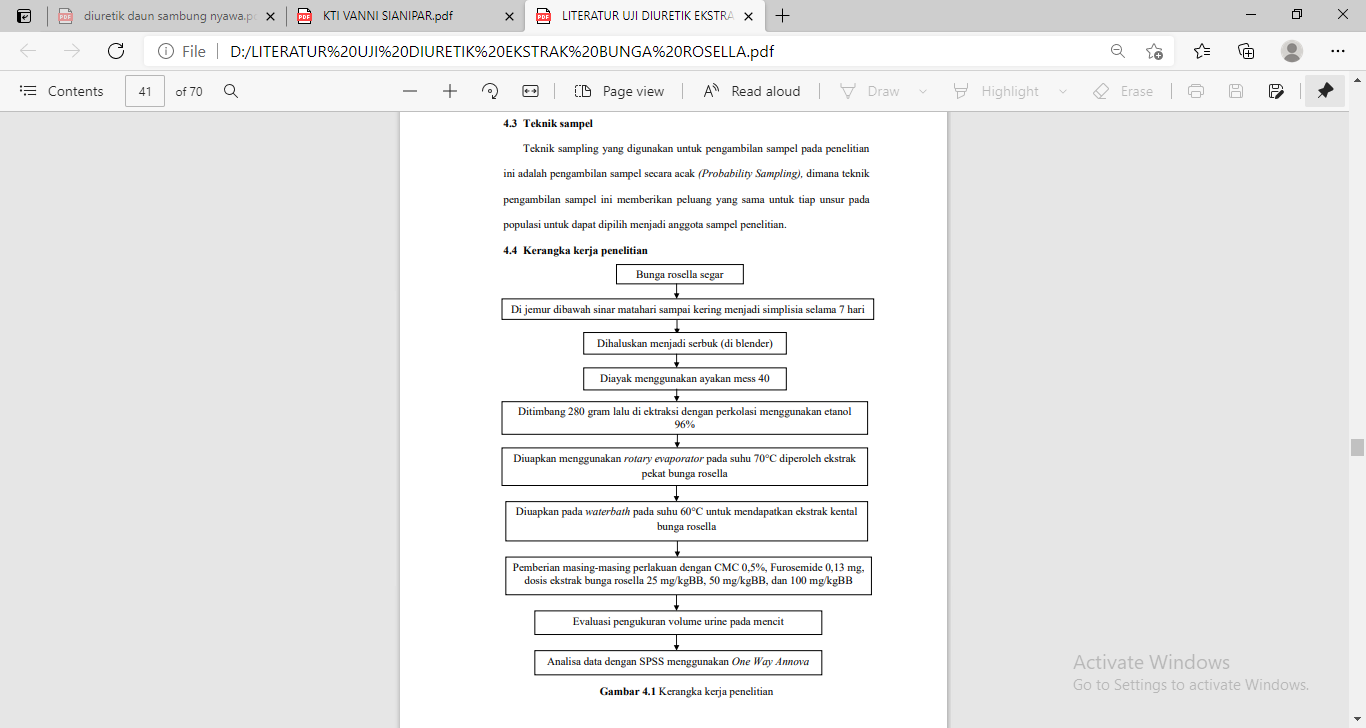 diuretik daun sambung nyawa.p
KTI VANNI SIANIPAR.pdf
LITERATUR UJI DIURETIK EKSTRA
File
D:/LITERATUR%20UJI%20DIURETIK%20EKSTRAK%20BUNGA%20ROSELLA.pdf
Contents
41
of 70
Page view
Read aloud
Draw
Highlight
Erase
4.3 Teknik sampel
Teknik sampling yang digunakan untuk pengambilan sampel pada penelitian
ini adalah pengambilan sampel secara acak (Probability Sampling), dimana teknik
pengambilan sampel ini memberikan peluang yang sama untuk tiap unsur pada
populasi untuk dapat dipilih menjadi anggota sampel penelitian.
4.4 Kerangka kerja penelitian
Bunga rosella segar
Di jemur dibawah sinar matahari sampai kering menjadi simplisia selama 7 hari
Dihaluskan menjadi serbuk (di blender)
Diayak menggunakan ayakan mess 40
Ditimbang 280 gram lalu di ektraksi dengan perkolasi menggunakan etanol
96%
Diuapkan menggunakan rotary evaporator pada suhu 70°C diperoleh ekstrak
pekat bunga rosella
Diuapkan pada waterbath pada suhu 60°C untuk mendapatkan ekstrak kental
bunga rosella
Pemberian masing-masing perlakuan dengan CMC 0,5%, Furosemide 0,13 mg,
dosis ekstrak bunga rosella 25 mg/kgBB, 50 mg/kgBB, dan 100 mg/kgBB
Evaluasi pengukuran volume urine pada mencit
Analisa data dengan SPSS menggunakan One Way Annova
Gambar 4.1 Kerangka kerja penelitian
Activate Windows
Go to Settings to activate Windows.